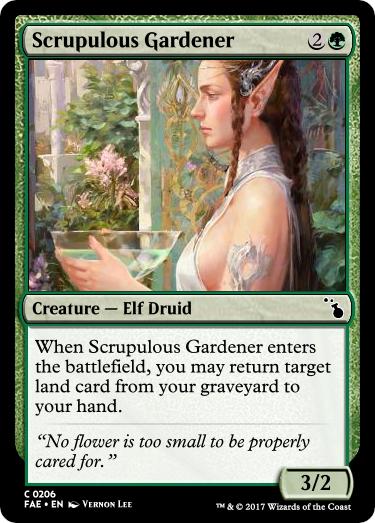 Scrupulous Gardener 2
Creature — Elf Druid
When Scrupulous Gardener enters
the battlefield, you may return target
land card from your graveyard to
your hand.
“No flower is too small to be properly
cared for.”
3/2
C 0206
FAE • EN Vernon Lee
™ & © 2017 Wizards of the Coast